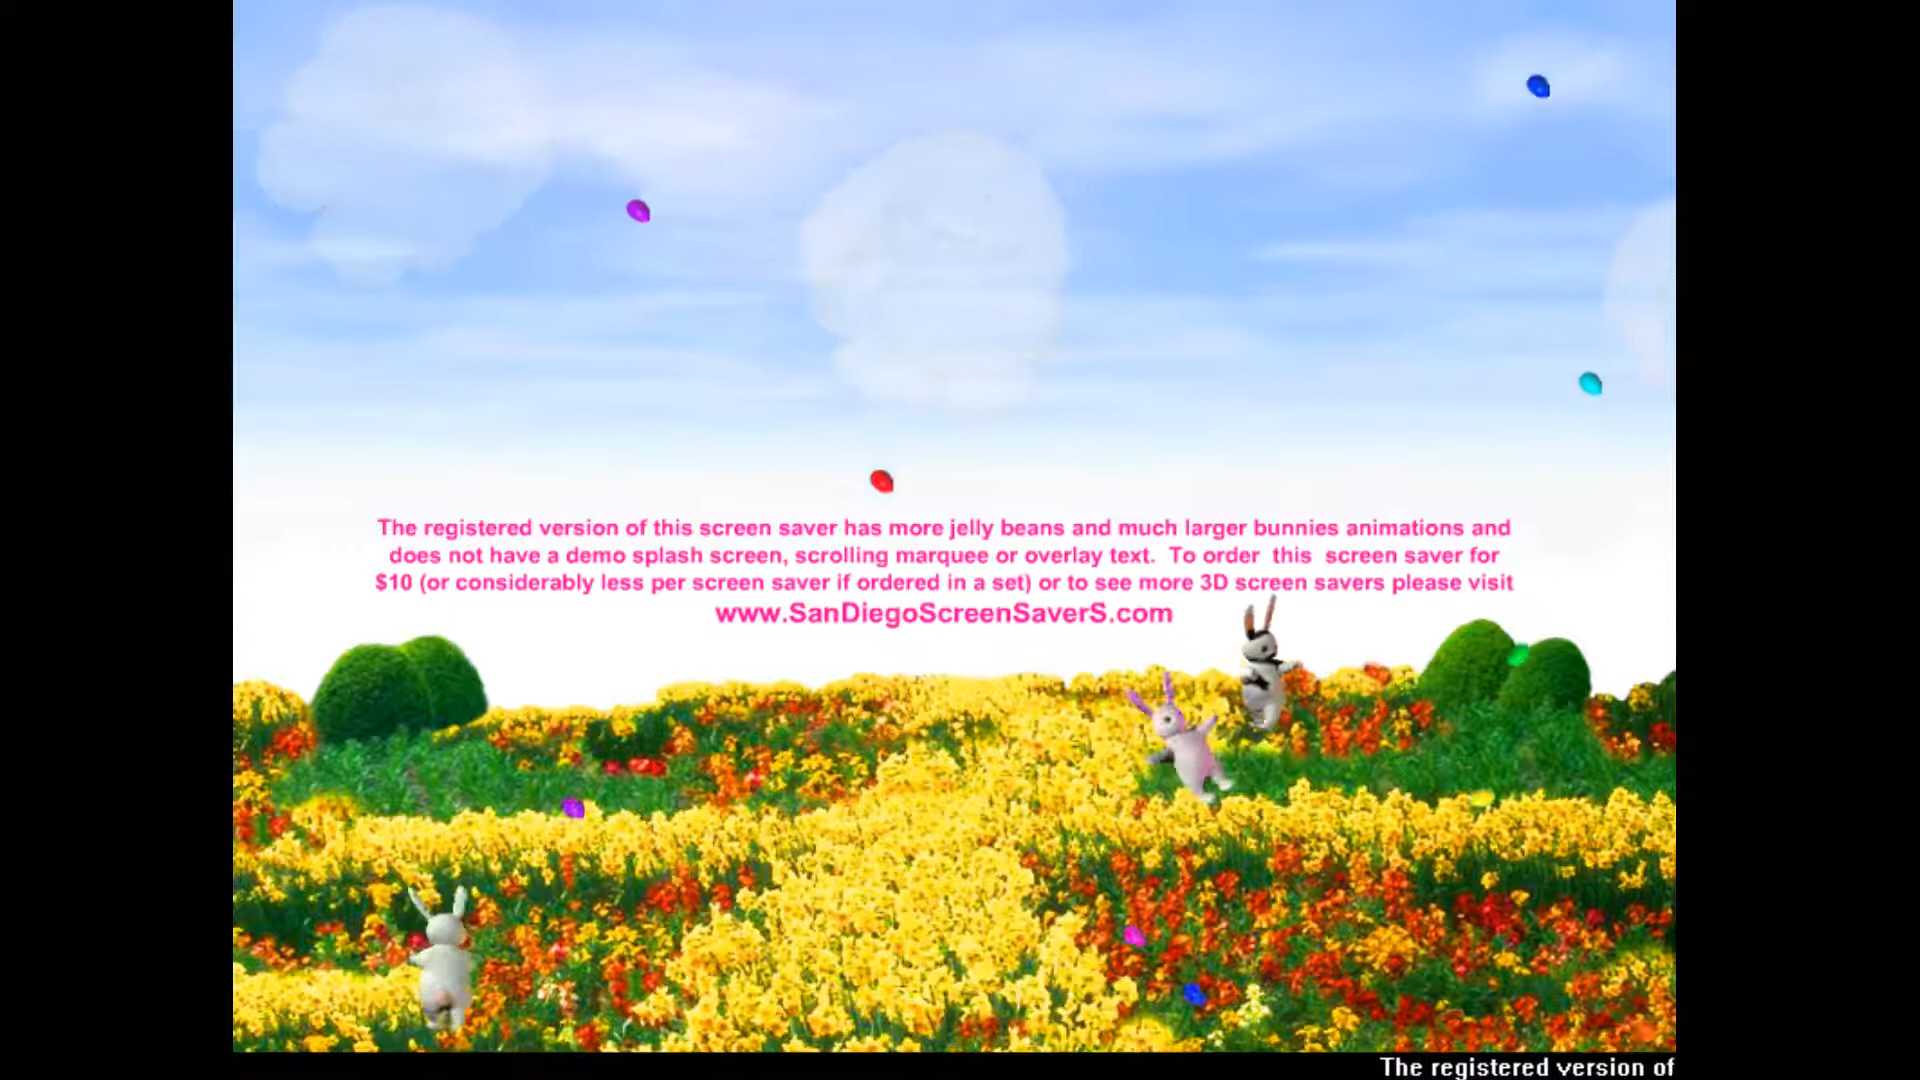 The registered version of this screen saver has more jelly beans and much larger bunnies animations and
does not have a demo splash screen, scrolling marquee or overlay text. To order this screen saver for
$10 (or considerably less per screen saver if ordered in a set) or to see more 3D screen savers please visit
www.SanDiegoScreenSaverS.com
The registered version of